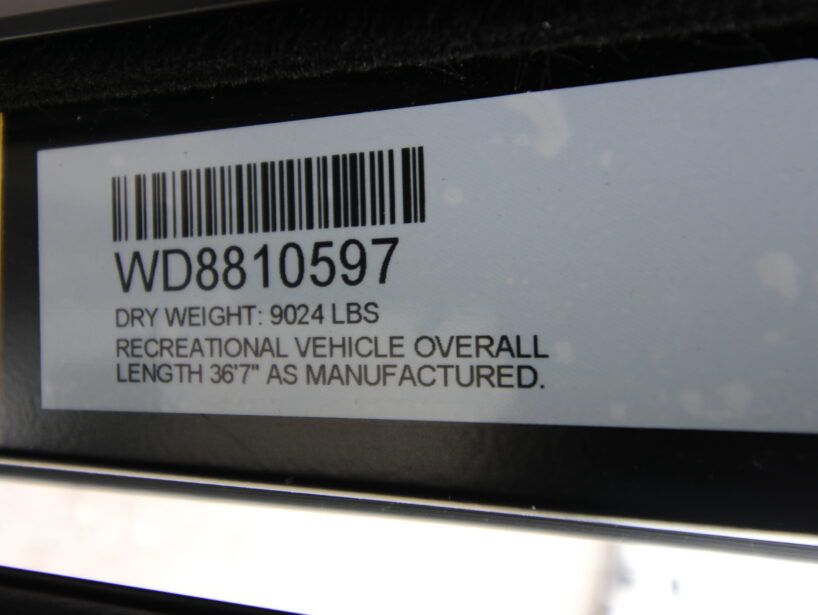 WD8810597
DRY WEIGHT: 9024 LBS
RECREATIONAL VEHICLE OVERALL
LENGTH 36'7" AS MANUFACTURED.